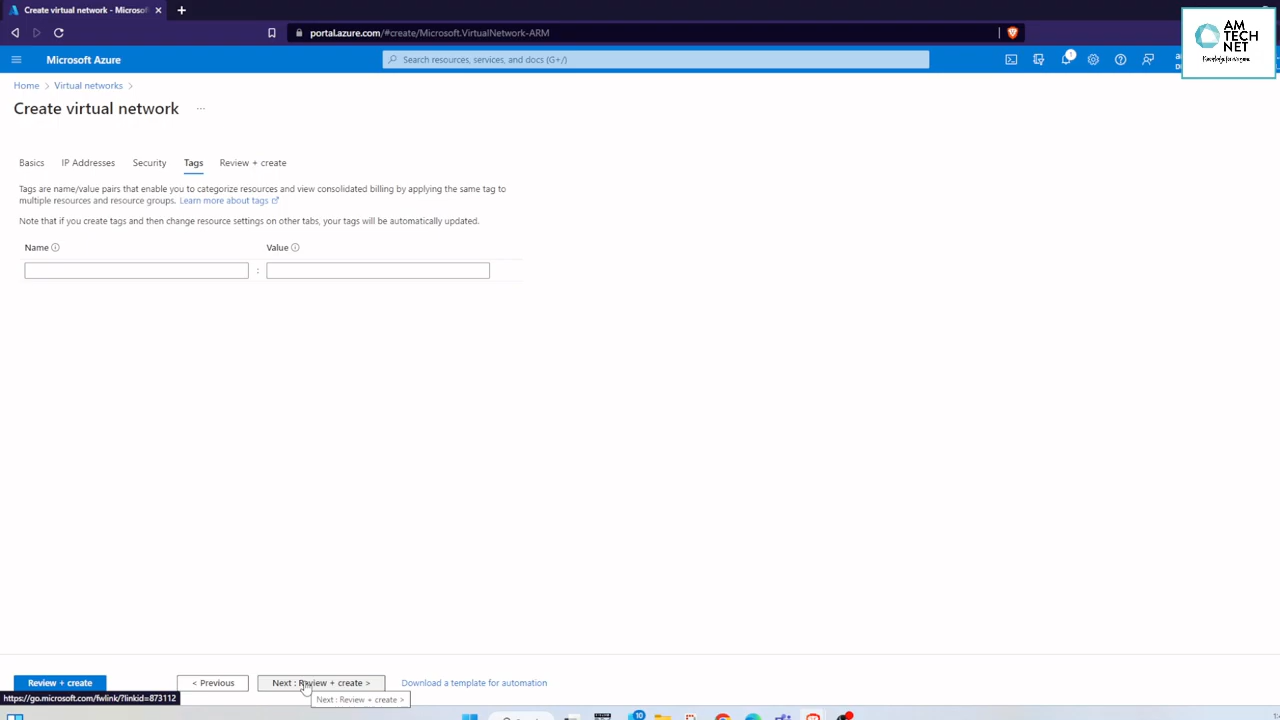 Create virtual network - Microsof
portal.azure.com/#create/Microsoft.VirtualNetwork-ARM
AM
TECH
NET
Microsoft Azure
Search resources, services, and docs (G+/)
1
Home > Virtual networks >
Create virtual network
Basics
IP Addresses
Security
Tags
Review + create
Tags are name/value pairs that enable you to categorize resources and view consolidated billing by applying the same tag to
multiple resources and resource groups. Learn more about tags
Note that if you create tags and then change resource settings on other tabs, your tags will be automatically updated.
Name
Value
:
Review + create
< Previous
Next : Review + create >
Download a template for automation
https://go.microsoft.com/fwlink/?linkid=873112
Next : Review + create >
10